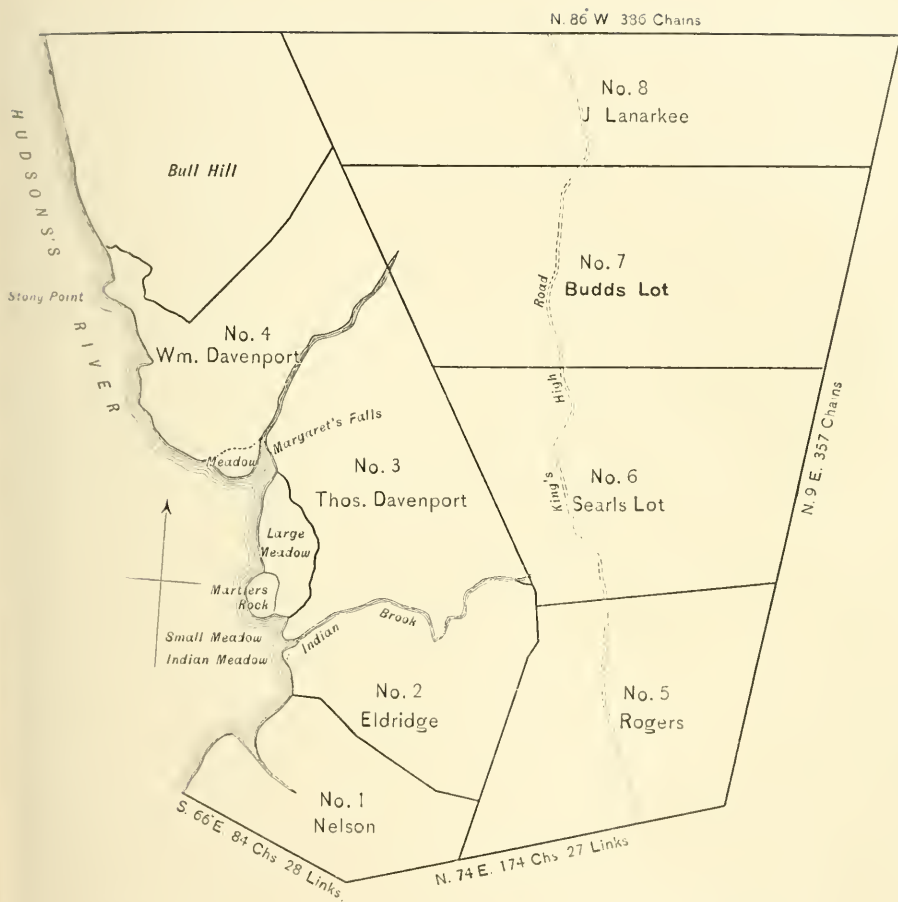 N. 86° W 336 Chains
No. 8
J Lanarkee
HUDSONS'S RIVER
Bull Hill
Stony Point
No. 7
Budds Lot
King's High Road
No. 4
Wm. Davenport
N. 9 E. 357 Chains
Margaret's Falls
Meadow
No. 3
Thos. Davenport
No. 6
Searls Lot
Large
Meadow
Martlers
Rock
Indian Brook
Small Meadow
Indian Meadow
No. 2
Eldridge
No. 5
Rogers
No. 1
Nelson
S. 66°E. 84 Chs 28 Links.
N. 74 E. 174 Chs 27 Links